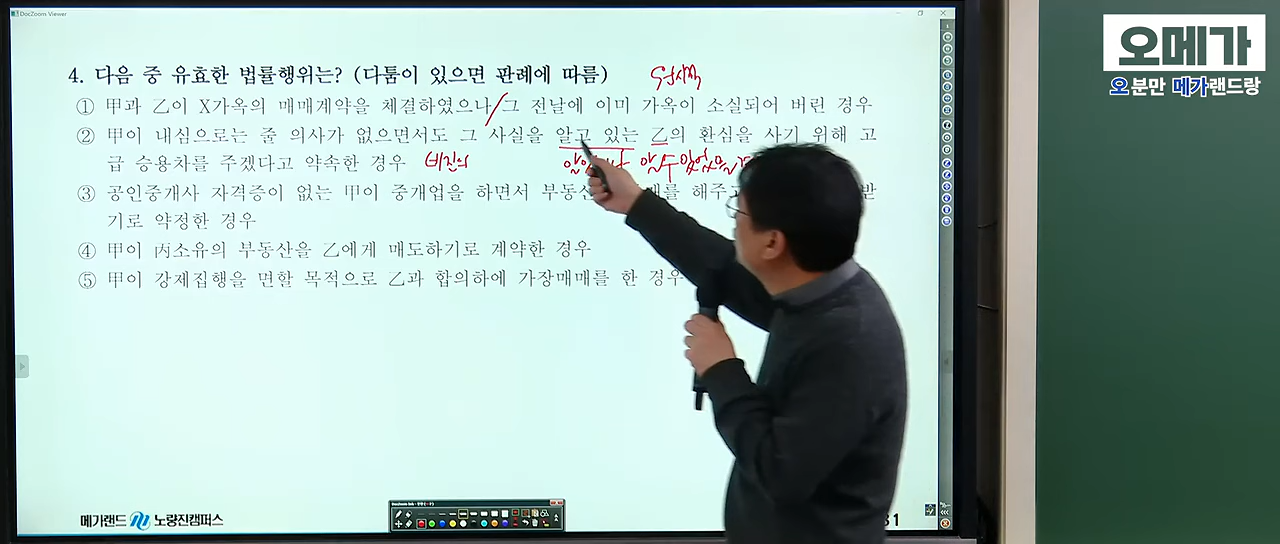 DocZoom Viewer
오메가
오분만 메가랜드랑
4. 다음 중 유효한 법률행위는? (다툼이 있으면 판례에 따름)
① 甲과 乙이 X가옥의 매매계약을 체결하였으나 그 전날에 이미 가옥이 소실되어 버린 경우
② 甲이 내심으로는 줄 의사가 없으면서도 그 사실을 알고 있는 乙의 환심을 사기 위해 고
급 승용차를 주겠다고 약속한 경우 비진의 알 수 있었
③ 공인중개사 자격증이 없는 甲이 중개업을 하면서 부동산 를 해주고 받
기로 약정한 경우
④ 甲이 丙소유의 부동산을 乙에게 매도하기로 계약한 경우
⑤ 甲이 강제집행을 면할 목적으로 乙과 합의하에 가장매매를 한 경우
메가랜드 노량진캠퍼스